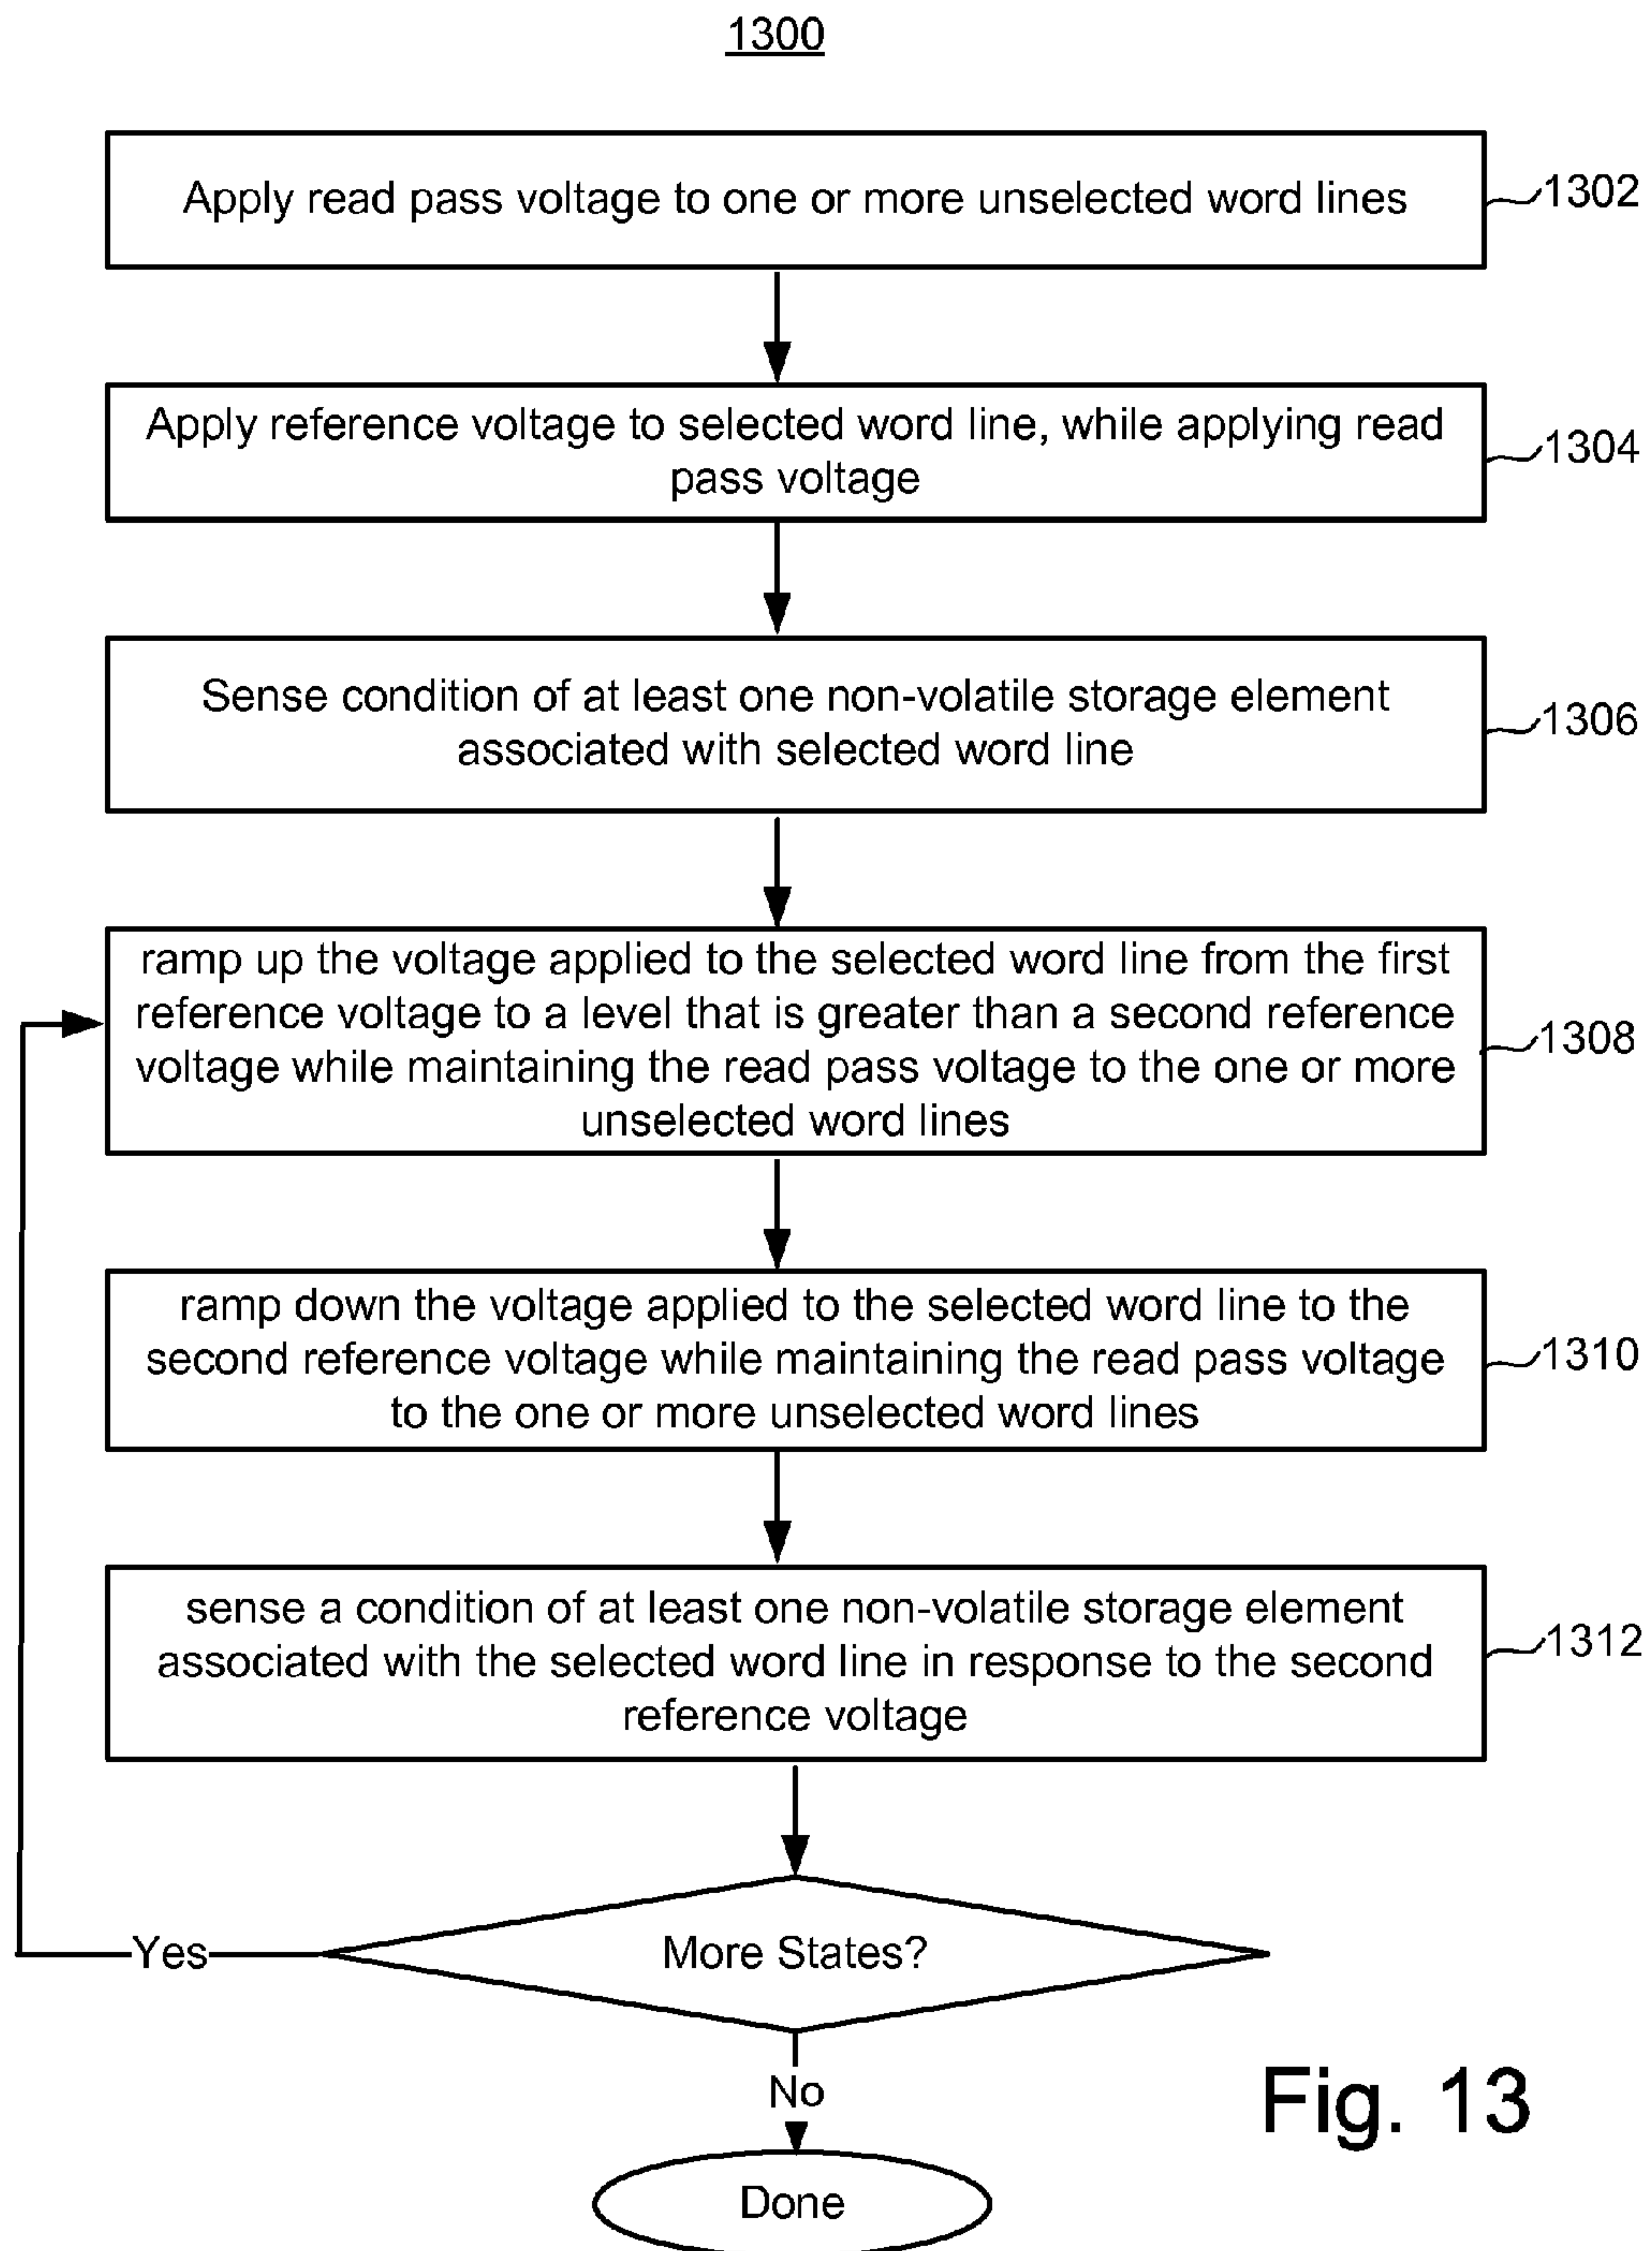 1300
Apply read pass voltage to one or more unselected word lines
1302
Apply reference voltage to selected word line, while applying read
pass voltage
1304
Sense condition of at least one non-volatile storage element
associated with selected word line
1306
ramp up the voltage applied to the selected word line from the first
reference voltage to a level that is greater than a second reference
voltage while maintaining the read pass voltage to the one or more
unselected word lines
1308
ramp down the voltage applied to the selected word line to the
second reference voltage while maintaining the read pass voltage
to the one or more unselected word lines
1310
sense a condition of at least one non-volatile storage element
associated with the selected word line in response to the second
reference voltage
1312
More States?
Yes
No
Done
Fig. 13